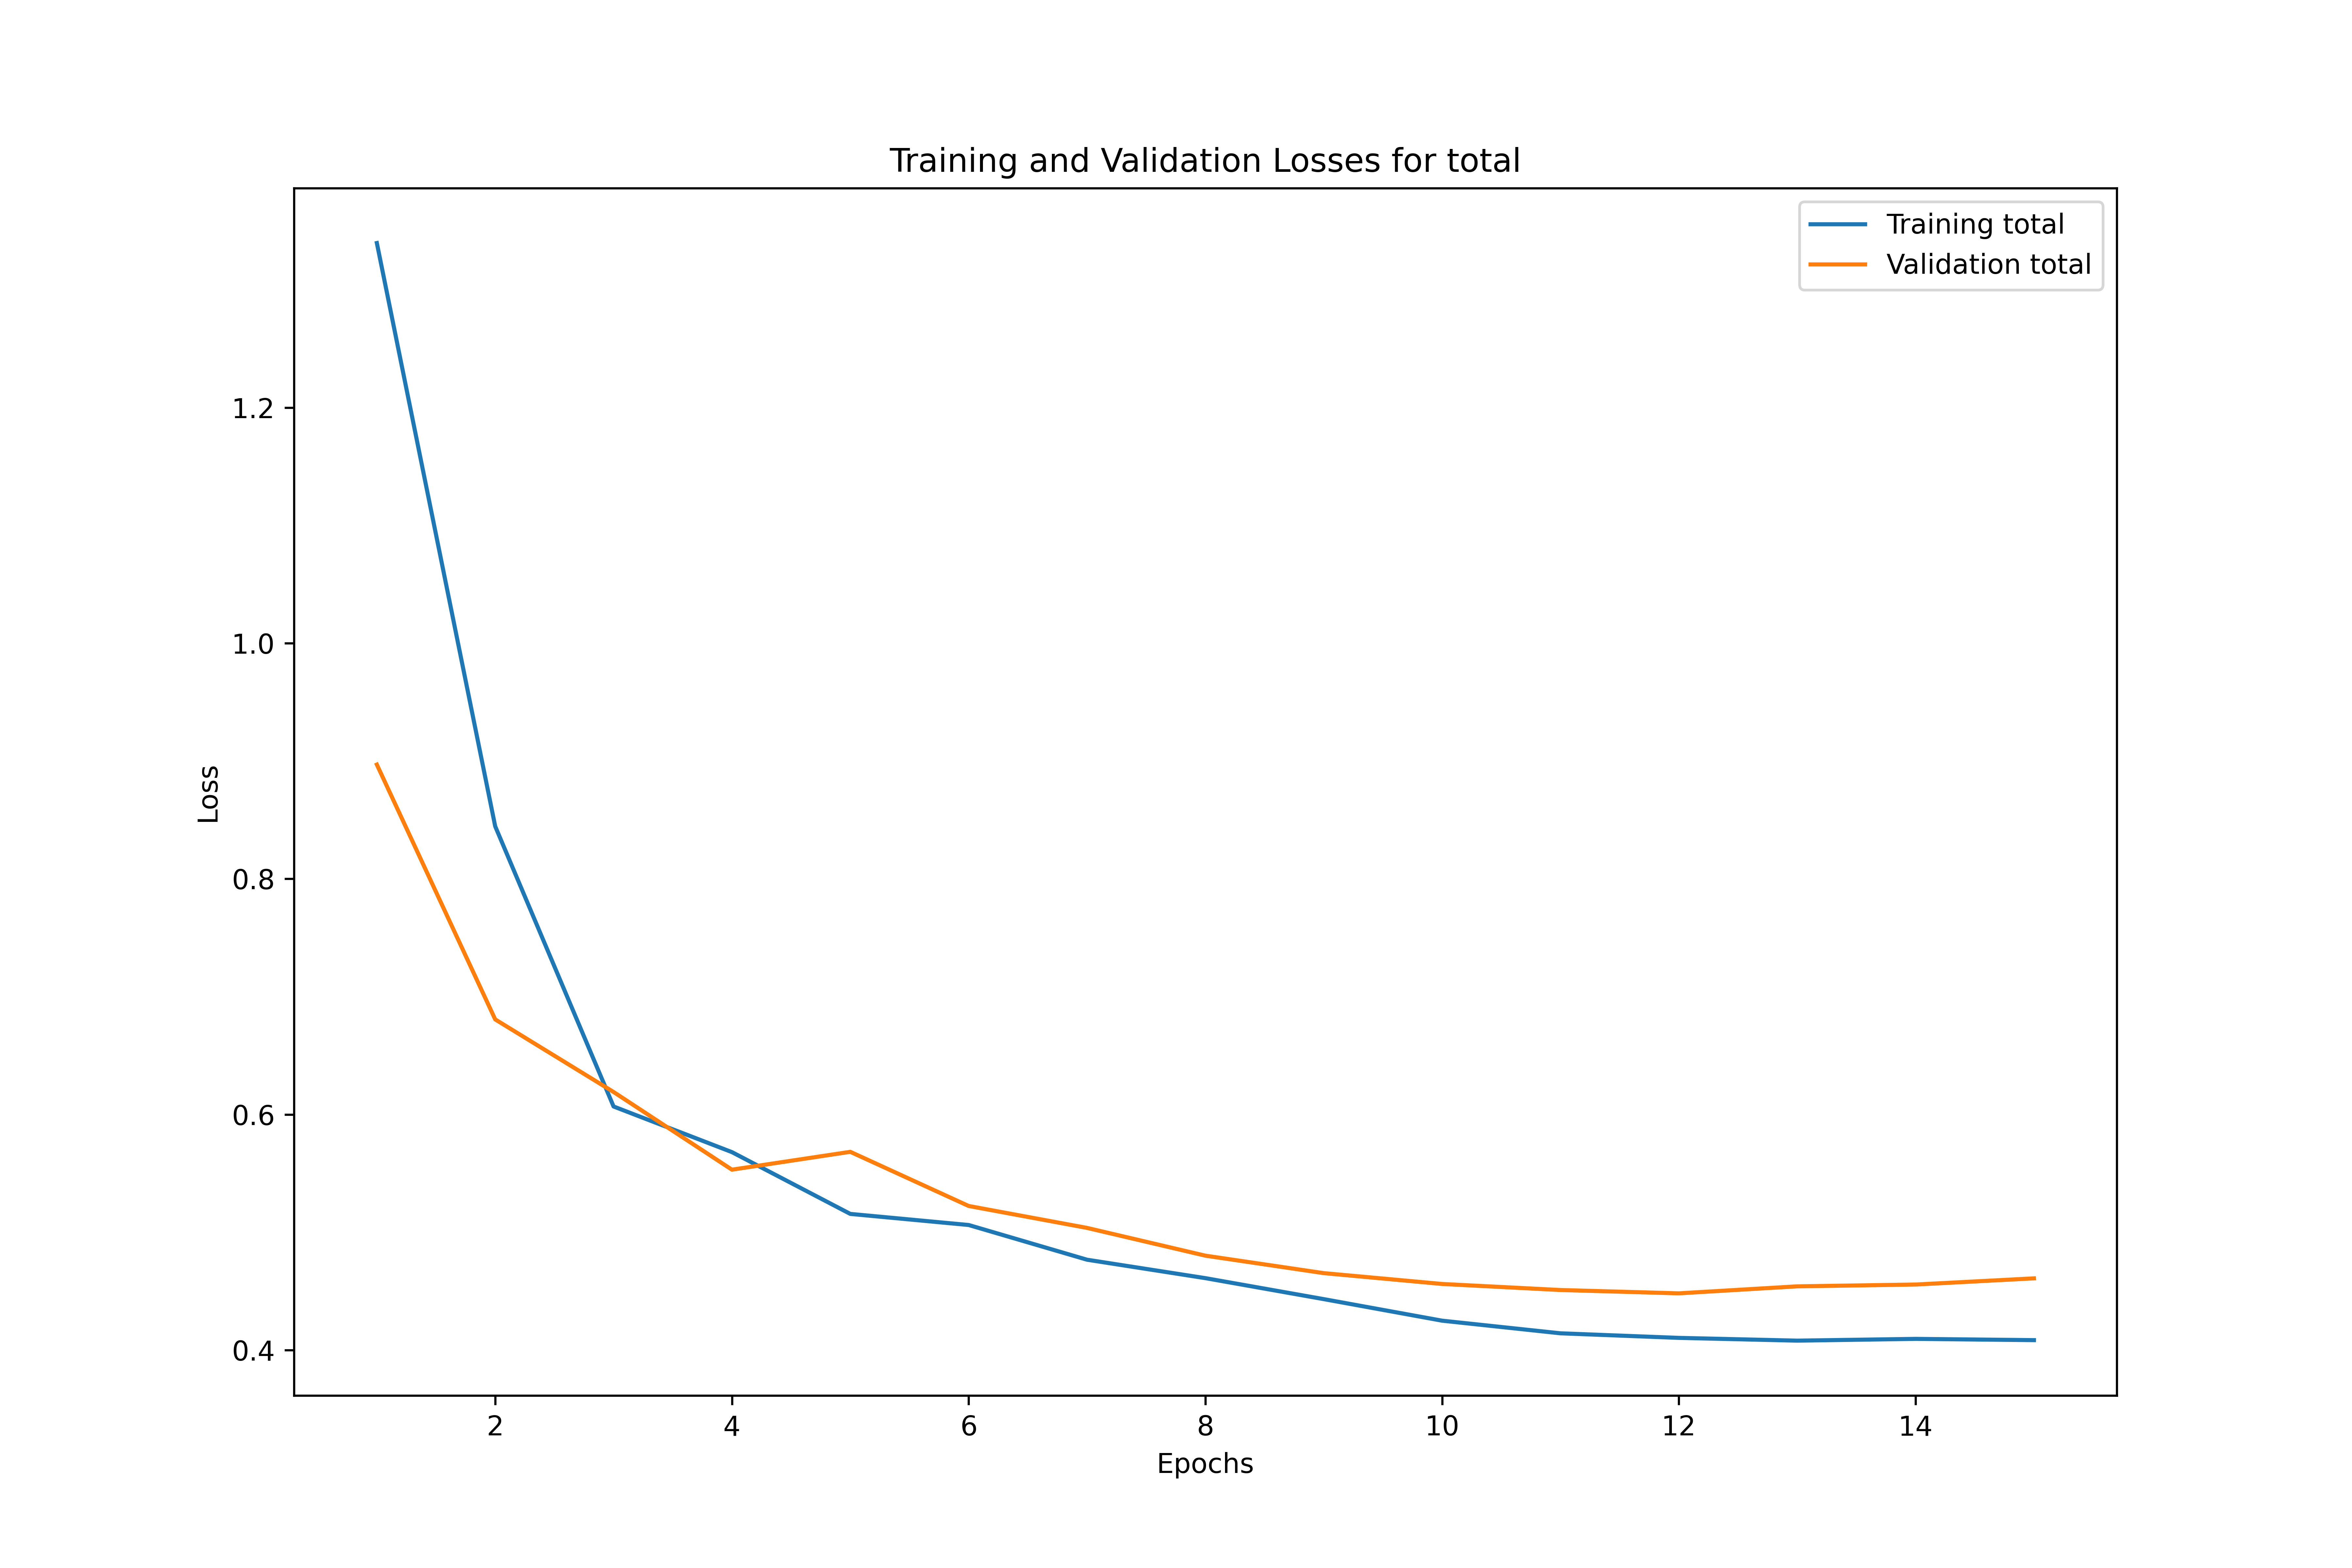 Training and Validation Losses for total
Training total
Validation total
1.2
1.0
0.8
0.6
0.4
Loss
2 4 6 8 10 12 14
Epochs